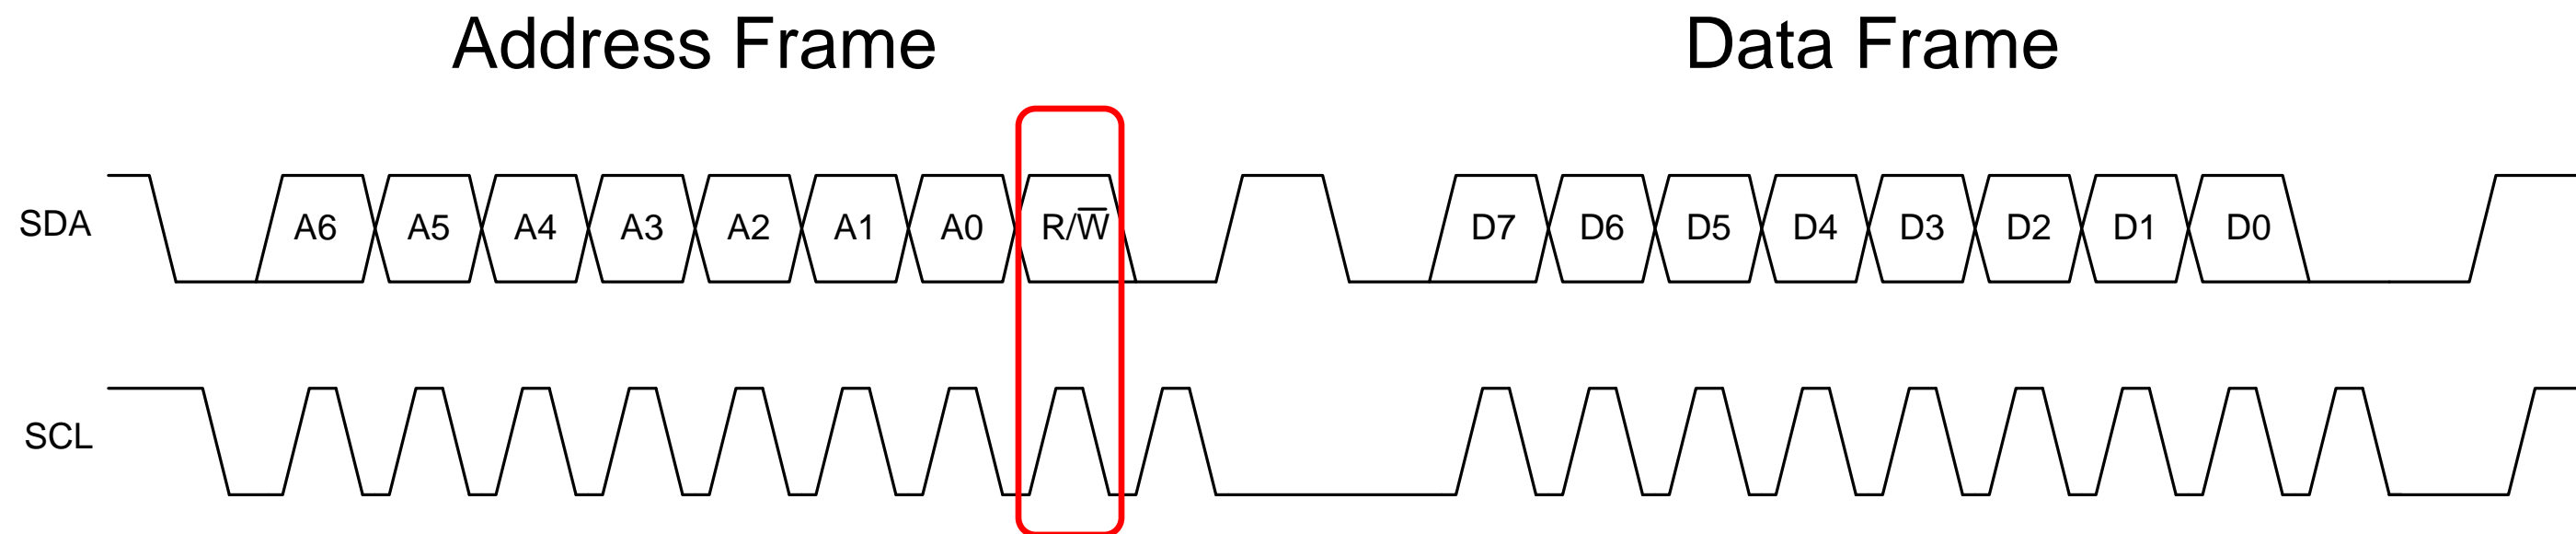 Address Frame Data Frame
SDA A6 A5 A4 A3 A2 A1 A0 R/W̅ D7 D6 D5 D4 D3 D2 D1 D0
SCL